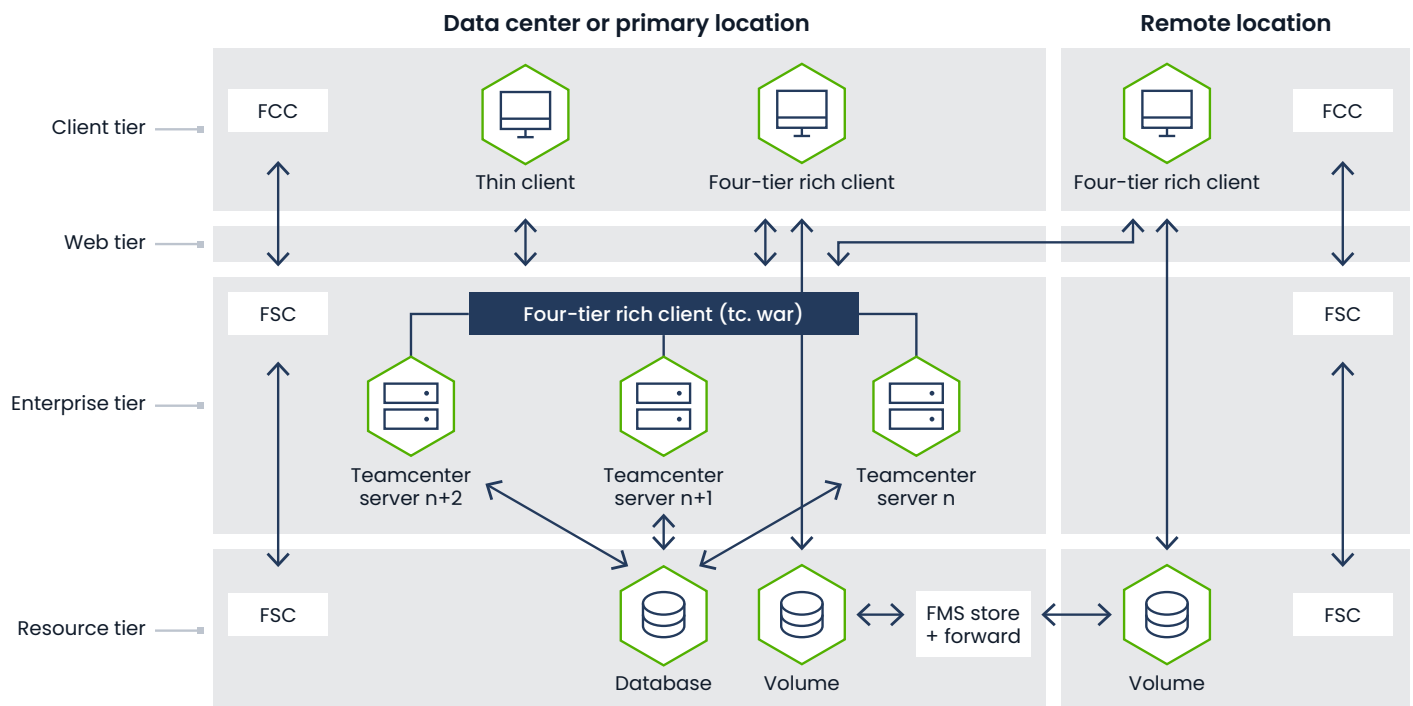 Data center or primary location
Remote location
Client tier
FCC
Thin client
Four-tier rich client
Four-tier rich client
FCC
Web tier
Enterprise tier
FSC
Four-tier rich client (tc. war)
FSC
Teamcenter
server n+2
Teamcenter
server n+1
Teamcenter
server n
Resource tier
FSC
Database
Volume
FMS store
+ forward
Volume
FSC